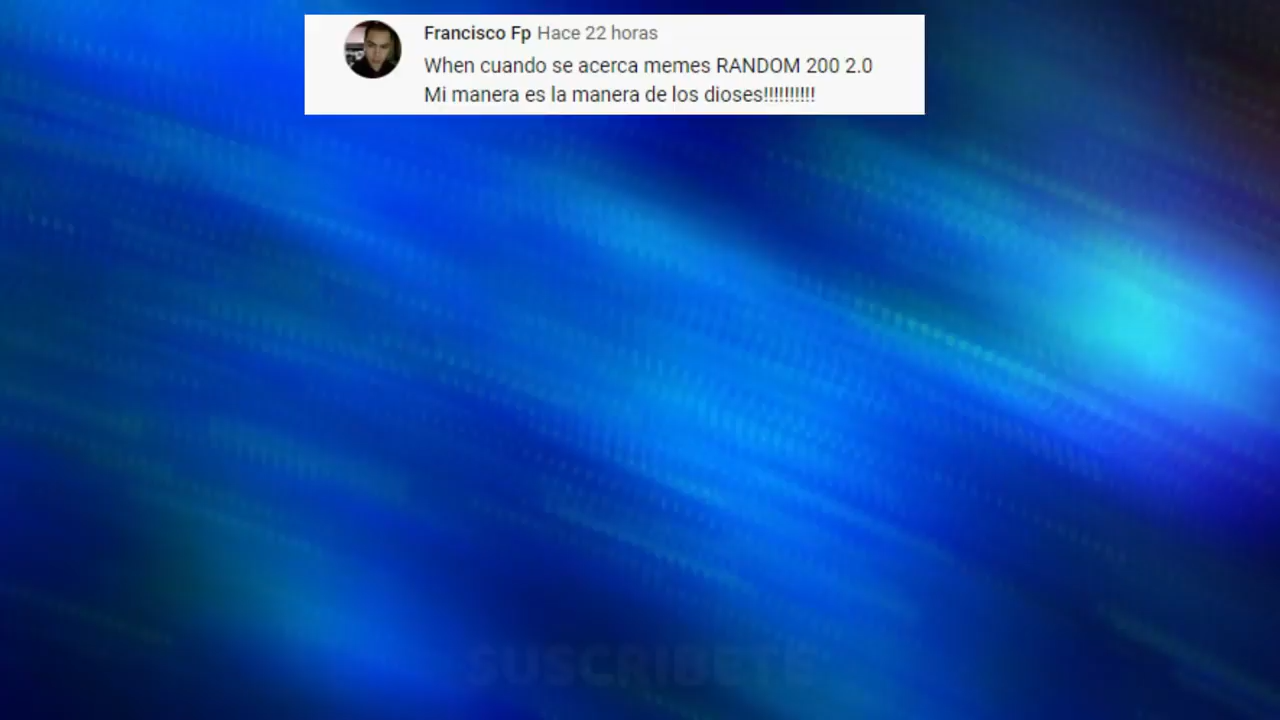 Francisco Fp Hace 22 horas
When cuando se acerca memes RANDOM 200 2.0
Mi manera es la manera de los dioses!!!!!!!!!!
SUSCRIBETE